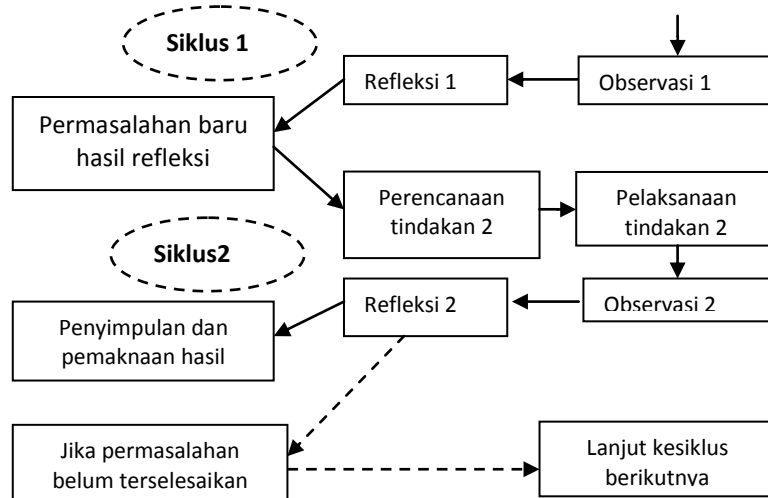 Siklus 1
Refleksi 1
Observasi 1
Permasalahan baru
hasil refleksi
Perencanaan
tindakan 2
Pelaksanaan
tindakan 2
Siklus2
Refleksi 2
Observasi 2
Penyimpulan dan
pemaknaan hasil
Jika permasalahan
belum terselesaikan
Lanjut kesiklus
berikutnya